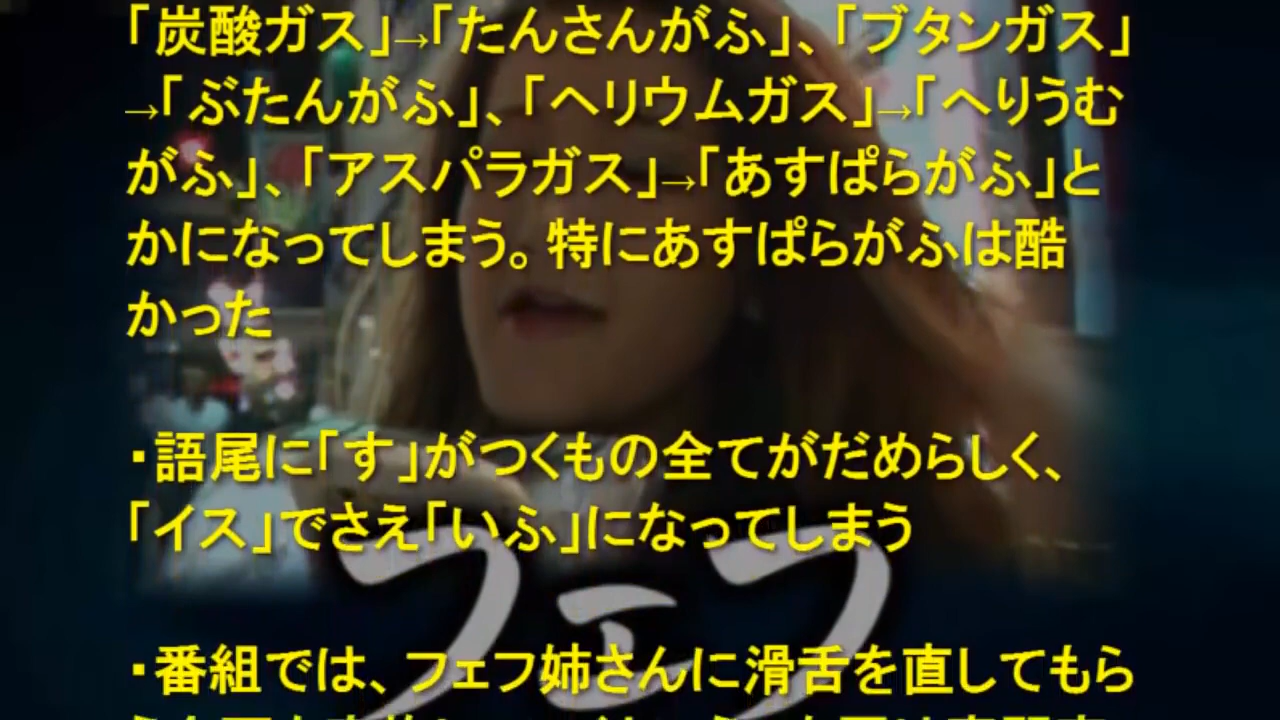 「炭酸ガス」→「たんさんがふ」、「ブタンガス」
→「ぶたんがふ」、「ヘリウムガス」→「へりうむ
がふ」、「アスパラガス」→「あすぱらがふ」と
かになってしまう。特にあすぱらがふは酷
かった
・語尾に「す」がつくもの全てがだめらしく、
「イス」でさえ「いふ」になってしまう
フェフ
・番組では、フェフ姉さんに滑舌を直してもら